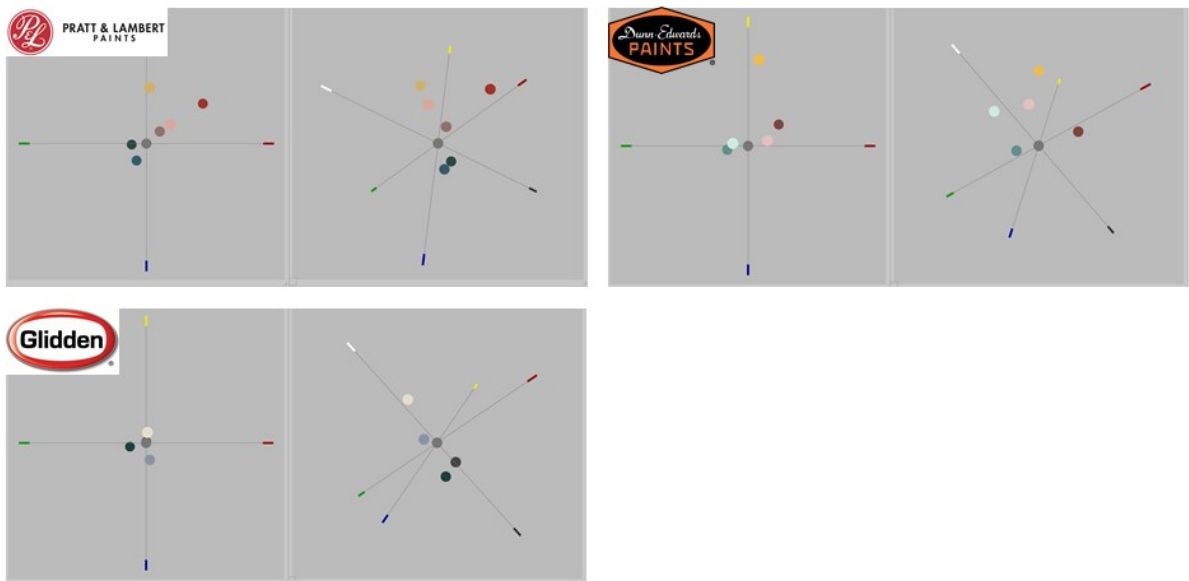 PRATT & LAMBERT
PAINTS
P&L
Dunn-Edwards
PAINTS
®
Glidden
®